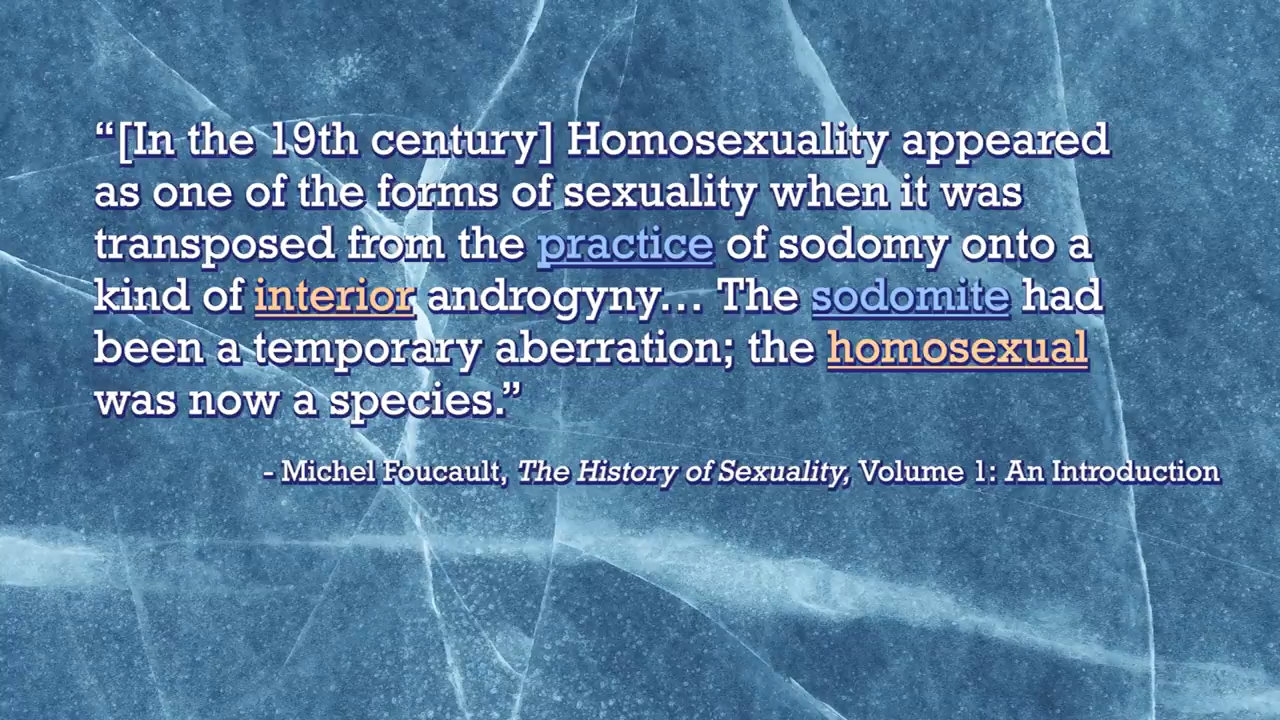 “[In the 19th century] Homosexuality appeared
as one of the forms of sexuality when it was
transposed from the practice of sodomy onto a
kind of interior androgyny… The sodomite had
been a temporary aberration; the homosexual
was now a species.”
- Michel Foucault, The History of Sexuality, Volume 1: An Introduction